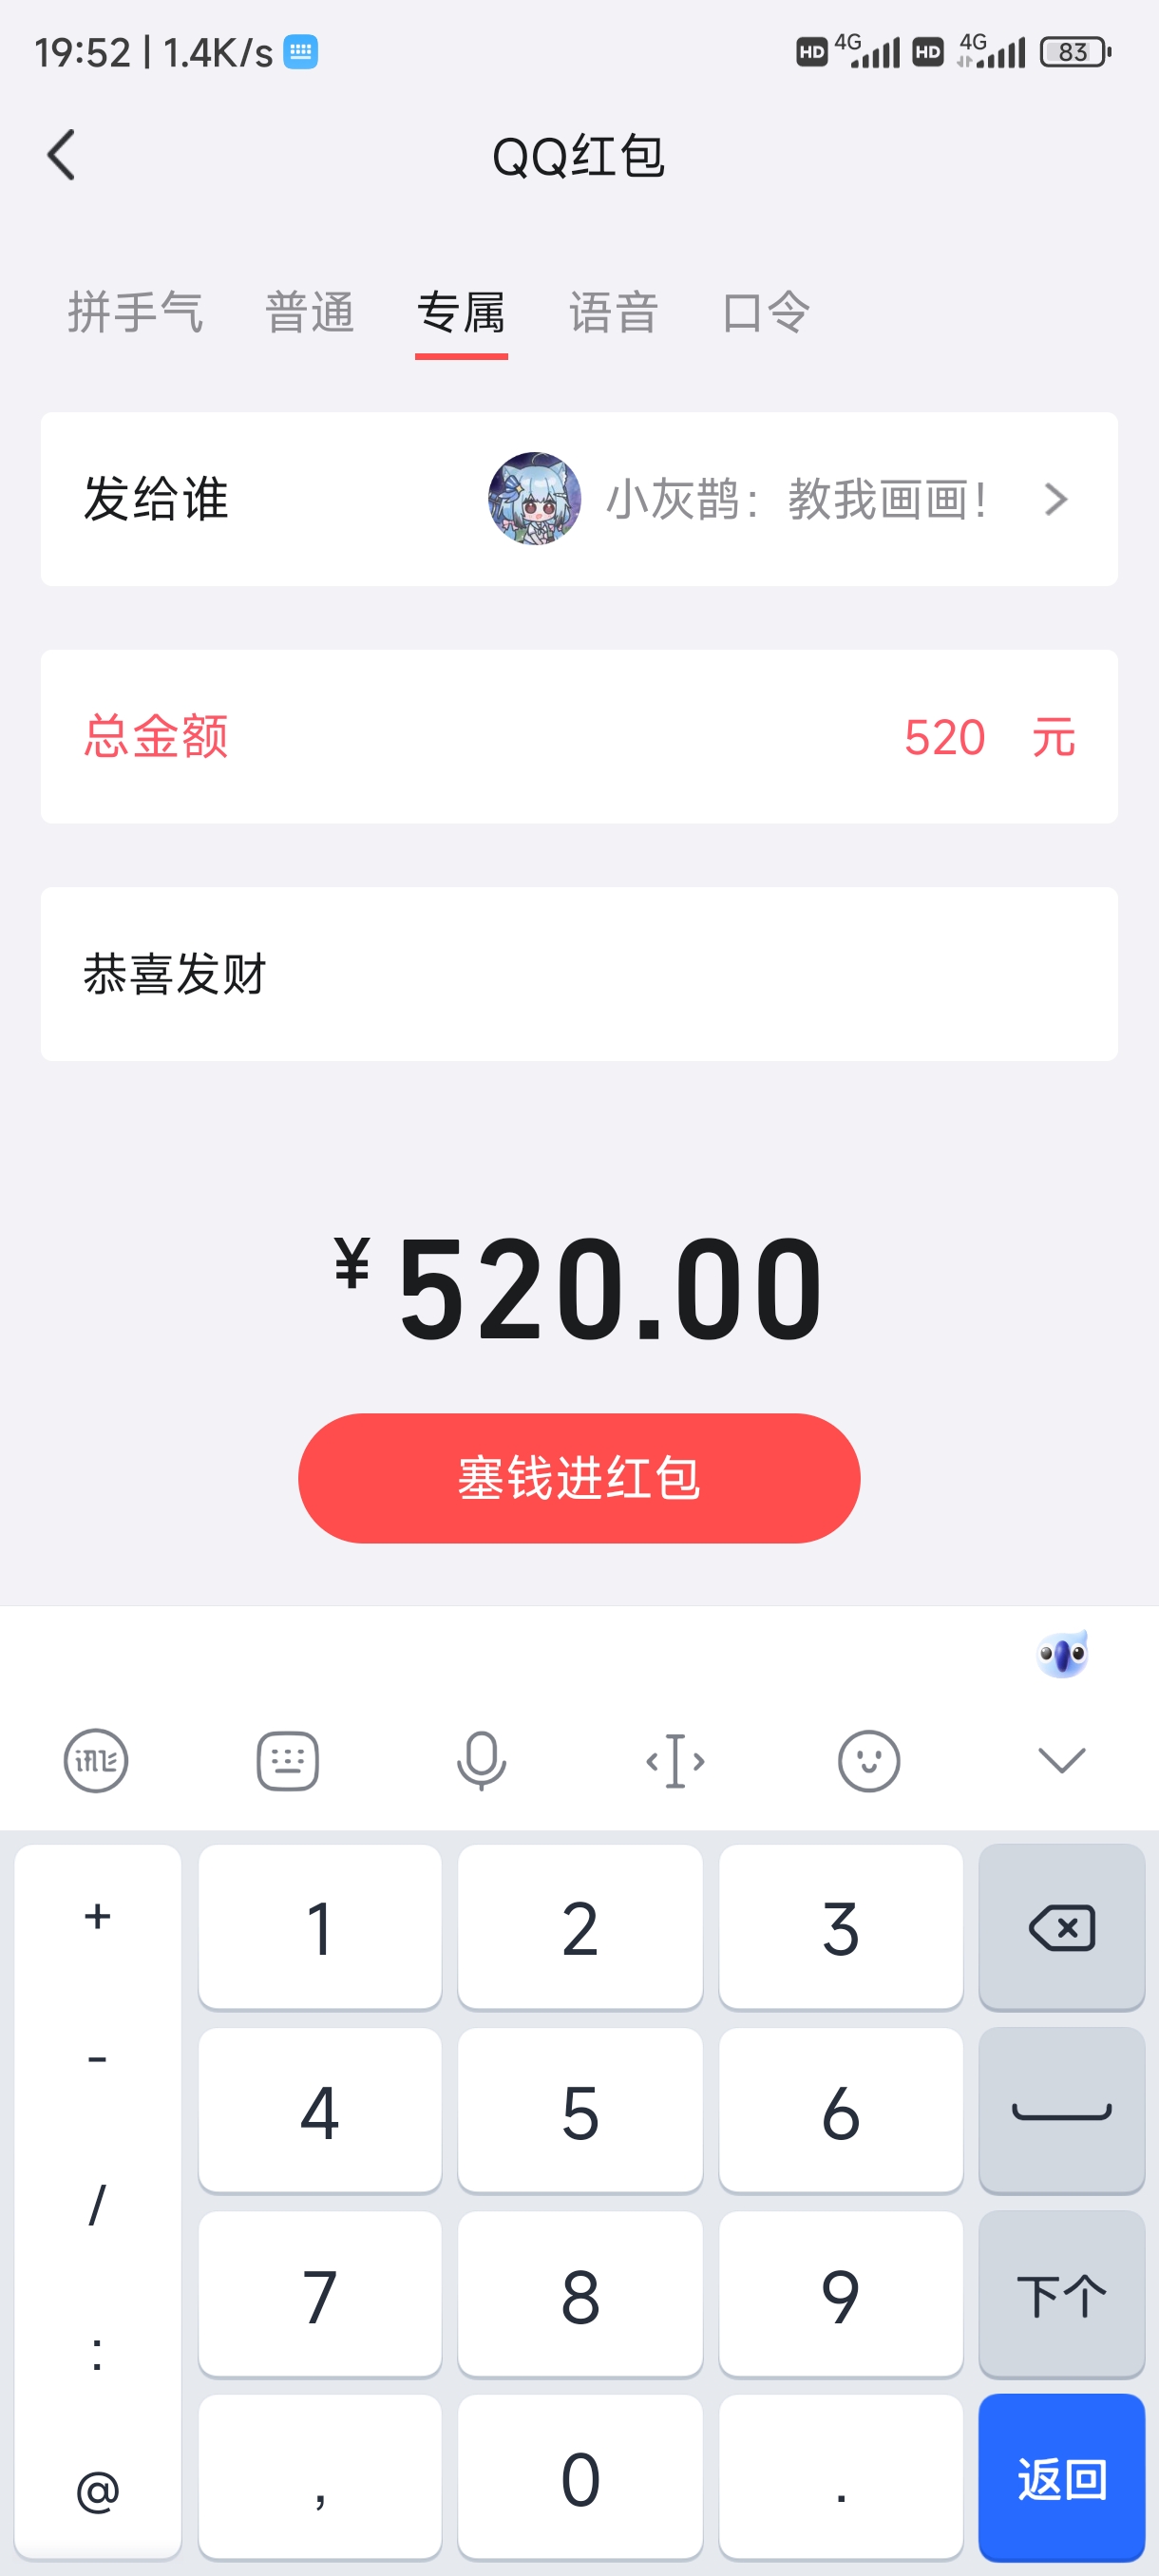 19:52 | 1.4K/s HD 4G HD 4G 83
QQ红包
拼手气 普通 专属 语音 口令
发给谁 小灰鹊：教我画画！
总金额 520 元
恭喜发财
¥520.00
塞钱进红包
讯飞
+ 1 2 3
- 4 5 6
/ 7 8 9 下个
:
@ , 0 . 返回